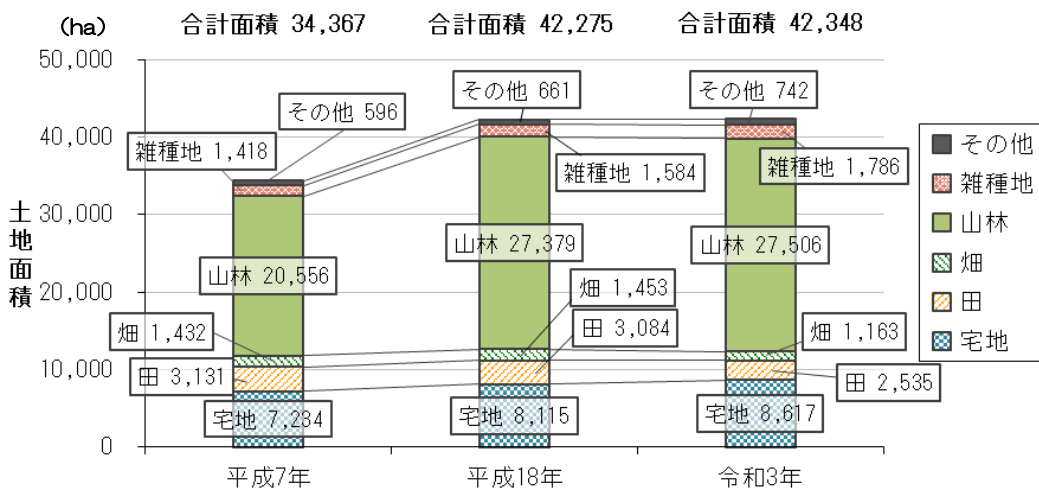 (ha)
合計面積 34,367
合計面積 42,275
合計面積 42,348
土地面積
50,000
40,000
30,000
20,000
10,000
0
その他 596
雑種地 1,418
山林 20,556
畑 1,432
田 3,131
宅地 7,234
その他 661
雑種地 1,584
山林 27,379
畑 1,453
田 3,084
宅地 8,115
その他 742
雑種地 1,786
山林 27,506
畑 1,163
田 2,535
宅地 8,617
平成7年
平成18年
令和3年
その他
雑種地
山林
畑
田
宅地